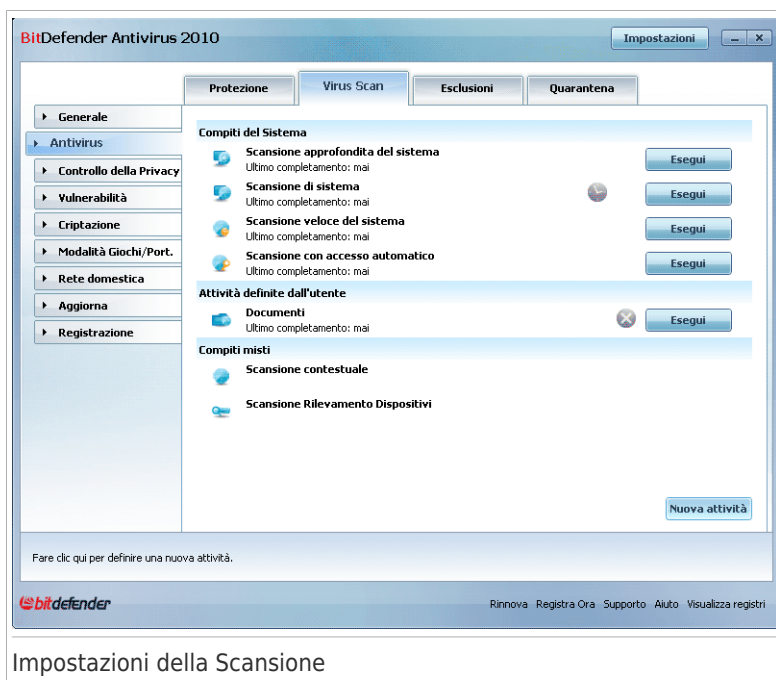 BitDefender Antivirus 2010
Impostazioni
Protezione
Virus Scan
Esclusioni
Quarantena
Generale
Antivirus
Controllo della Privacy
Vulnerabilità
Criptazione
Modalità Giochi/Port.
Rete domestica
Aggiorna
Registrazione
Compiti del Sistema
Scansione approfondita del sistema
Ultimo completamento: mai
Esegui
Scansione di sistema
Ultimo completamento: mai
Esegui
Scansione veloce del sistema
Ultimo completamento: mai
Esegui
Scansione con accesso automatico
Ultimo completamento: mai
Esegui
Attività definite dall'utente
Documenti
Ultimo completamento: mai
Esegui
Compiti misti
Scansione contestuale
Scansione Rilevamento Dispositivi
Nuova attività
Fare clic qui per definire una nuova attività.
bitdefender
Rinnova Registra Ora Supporto Aiuto Visualizza registri
Impostazioni della Scansione